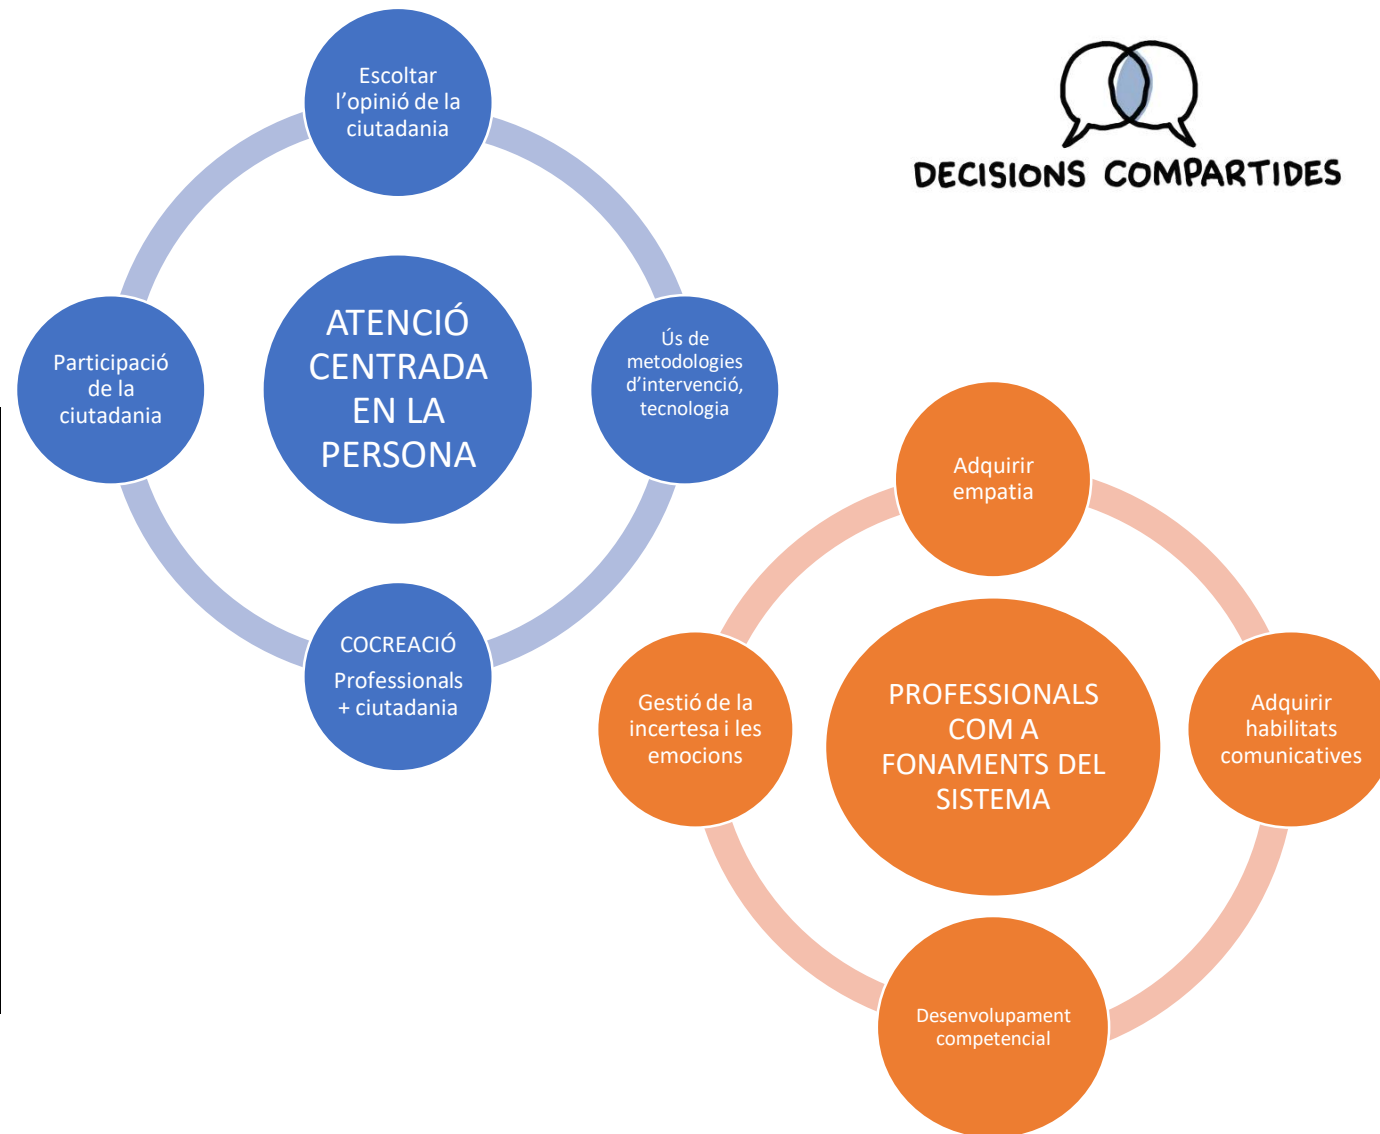 Escoltar
l’opinió de la
ciutadania
ATENCIÓ
CENTRADA
EN LA
PERSONA
Ús de
metodologies
d’intervenció,
tecnologia
COCREACIÓ
Professionals
+ ciutadania
Participació
de la
ciutadania
DECISIONS COMPARTIDES
Adquirir
empatia
PROFESSIONALS
COM A
FONAMENTS DEL
SISTEMA
Adquirir
habilitats
comunicatives
Desenvolupament
competencial
Gestió de la
incertesa i les
emocions